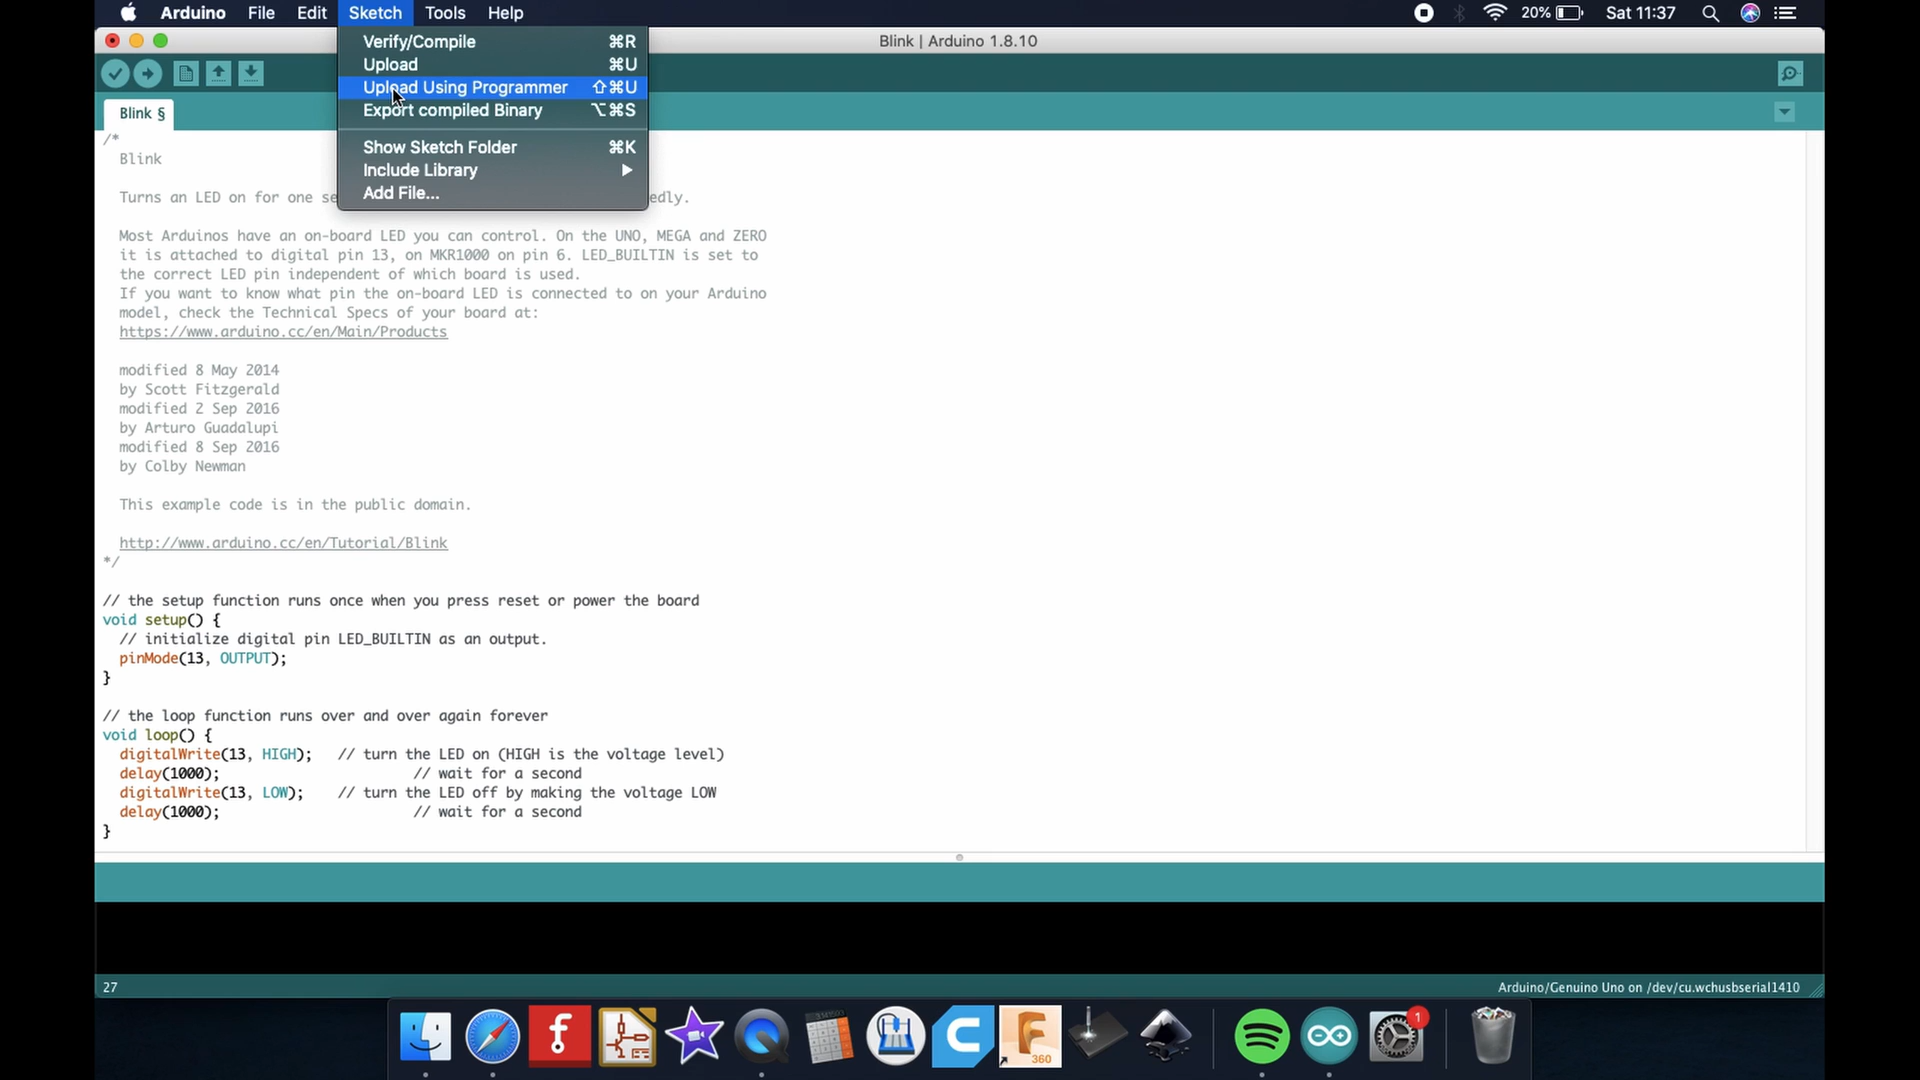 Arduino File Edit Sketch Tools Help 20% Sat 11:37
Blink | Arduino 1.8.10
Verify/Compile ⌘R
Upload ⌘U
Upload Using Programmer ⇧⌘U
Export compiled Binary ⌥⌘S
Show Sketch Folder ⌘K
Include Library
Add File...
Blink §
/*
Blink
Turns an LED on for one se edly.
Most Arduinos have an on-board LED you can control. On the UNO, MEGA and ZERO
it is attached to digital pin 13, on MKR1000 on pin 6. LED_BUILTIN is set to
the correct LED pin independent of which board is used.
If you want to know what pin the on-board LED is connected to on your Arduino
model, check the Technical Specs of your board at:
https://www.arduino.cc/en/Main/Products
modified 8 May 2014
by Scott Fitzgerald
modified 2 Sep 2016
by Arturo Guadalupi
modified 8 Sep 2016
by Colby Newman
This example code is in the public domain.
http://www.arduino.cc/en/Tutorial/Blink
*/
// the setup function runs once when you press reset or power the board
void setup() {
// initialize digital pin LED_BUILTIN as an output.
pinMode(13, OUTPUT);
}
// the loop function runs over and over again forever
void loop() {
digitalWrite(13, HIGH); // turn the LED on (HIGH is the voltage level)
delay(1000); // wait for a second
digitalWrite(13, LOW); // turn the LED off by making the voltage LOW
delay(1000); // wait for a second
}
27 Arduino/Genuino Uno on /dev/cu.wchusbserial1410
f
C
F
360
1